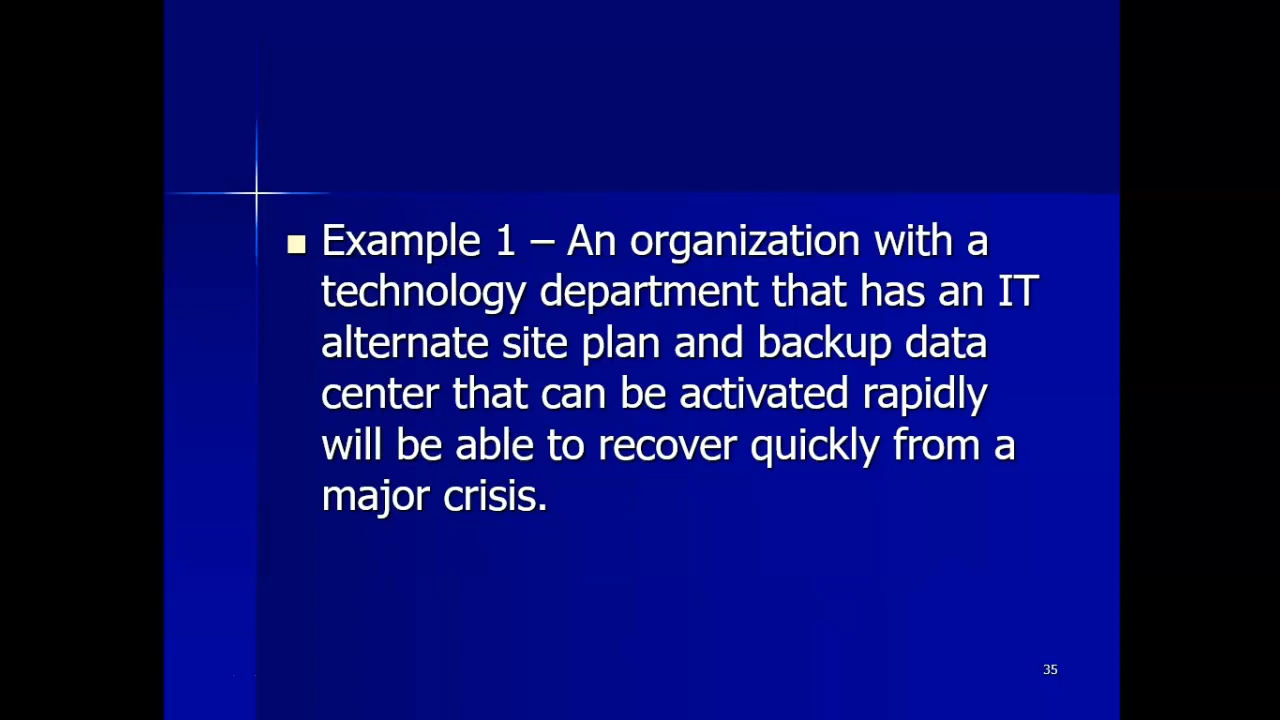 Example 1 – An organization with a
technology department that has an IT
alternate site plan and backup data
center that can be activated rapidly
will be able to recover quickly from a
major crisis.
35